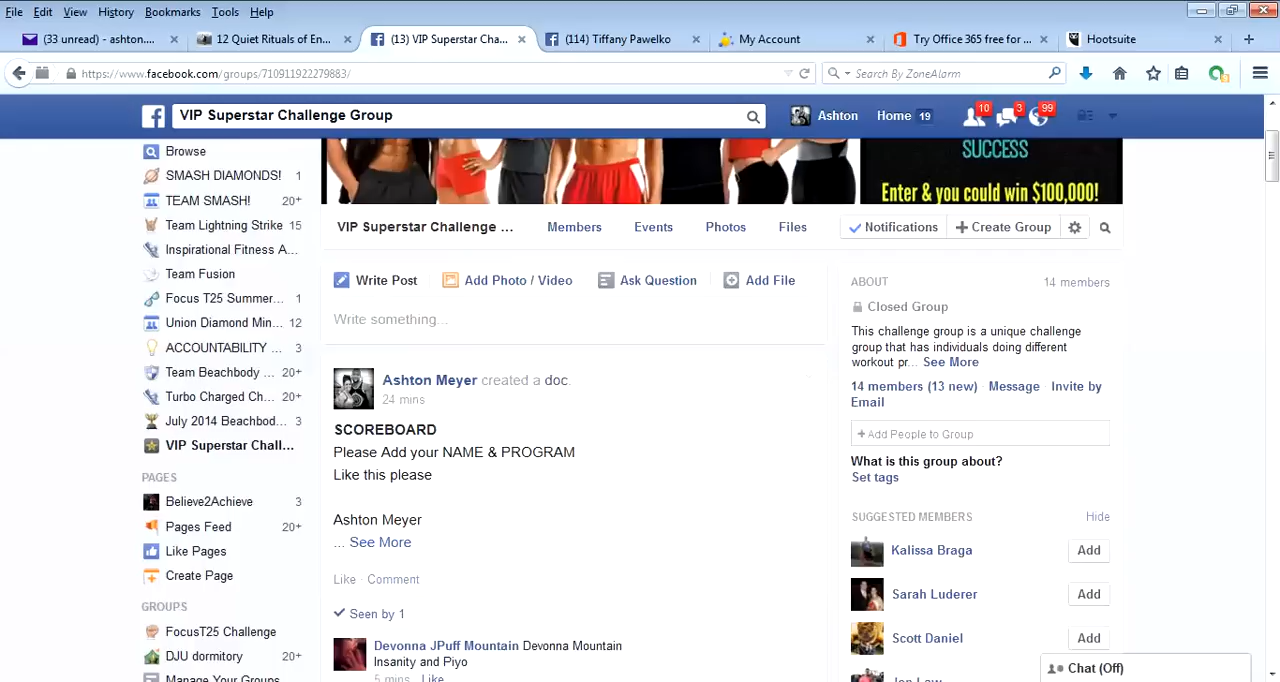 File Edit View History Bookmarks Tools Help
(33 unread) - ashton.... × 12 Quiet Rituals of En... × (13) VIP Superstar Cha... × (114) Tiffany Pawelko × My Account × Try Office 365 free for ... × Hootsuite × +
https://www.facebook.com/groups/710911922279883/ Search By ZoneAlarm
VIP Superstar Challenge Group Ashton Home 19 10 3 99
Browse
SMASH DIAMONDS! 1
TEAM SMASH! 20+
Team Lightning Strike 15
Inspirational Fitness A...
Team Fusion
Focus T25 Summer... 1
Union Diamond Min... 12
ACCOUNTABILITY ... 3
Team Beachbody ... 20+
Turbo Charged Ch... 20+
July 2014 Beachbod... 3
VIP Superstar Chall...
PAGES
Believe2Achieve 3
Pages Feed 20+
Like Pages
Create Page
GROUPS
FocusT25 Challenge
DJU dormitory 20+
Manage Your Groups
SUCCESS
Enter & you could win $100,000!
VIP Superstar Challenge ... Members Events Photos Files Notifications + Create Group
Write Post Add Photo / Video Ask Question Add File
Write something...
Ashton Meyer created a doc.
24 mins
SCOREBOARD
Please Add your NAME & PROGRAM
Like this please
Ashton Meyer
... See More
Like · Comment
Seen by 1
Devonna JPuff Mountain Devonna Mountain
Insanity and Piyo
5 mins · Like
ABOUT 14 members
Closed Group
This challenge group is a unique challenge
group that has individuals doing different
workout pr... See More
14 members (13 new) · Message · Invite by
Email
+ Add People to Group
What is this group about?
Set tags
SUGGESTED MEMBERS Hide
Kalissa Braga Add
Sarah Luderer Add
Scott Daniel Add
Jon Law
Chat (Off)